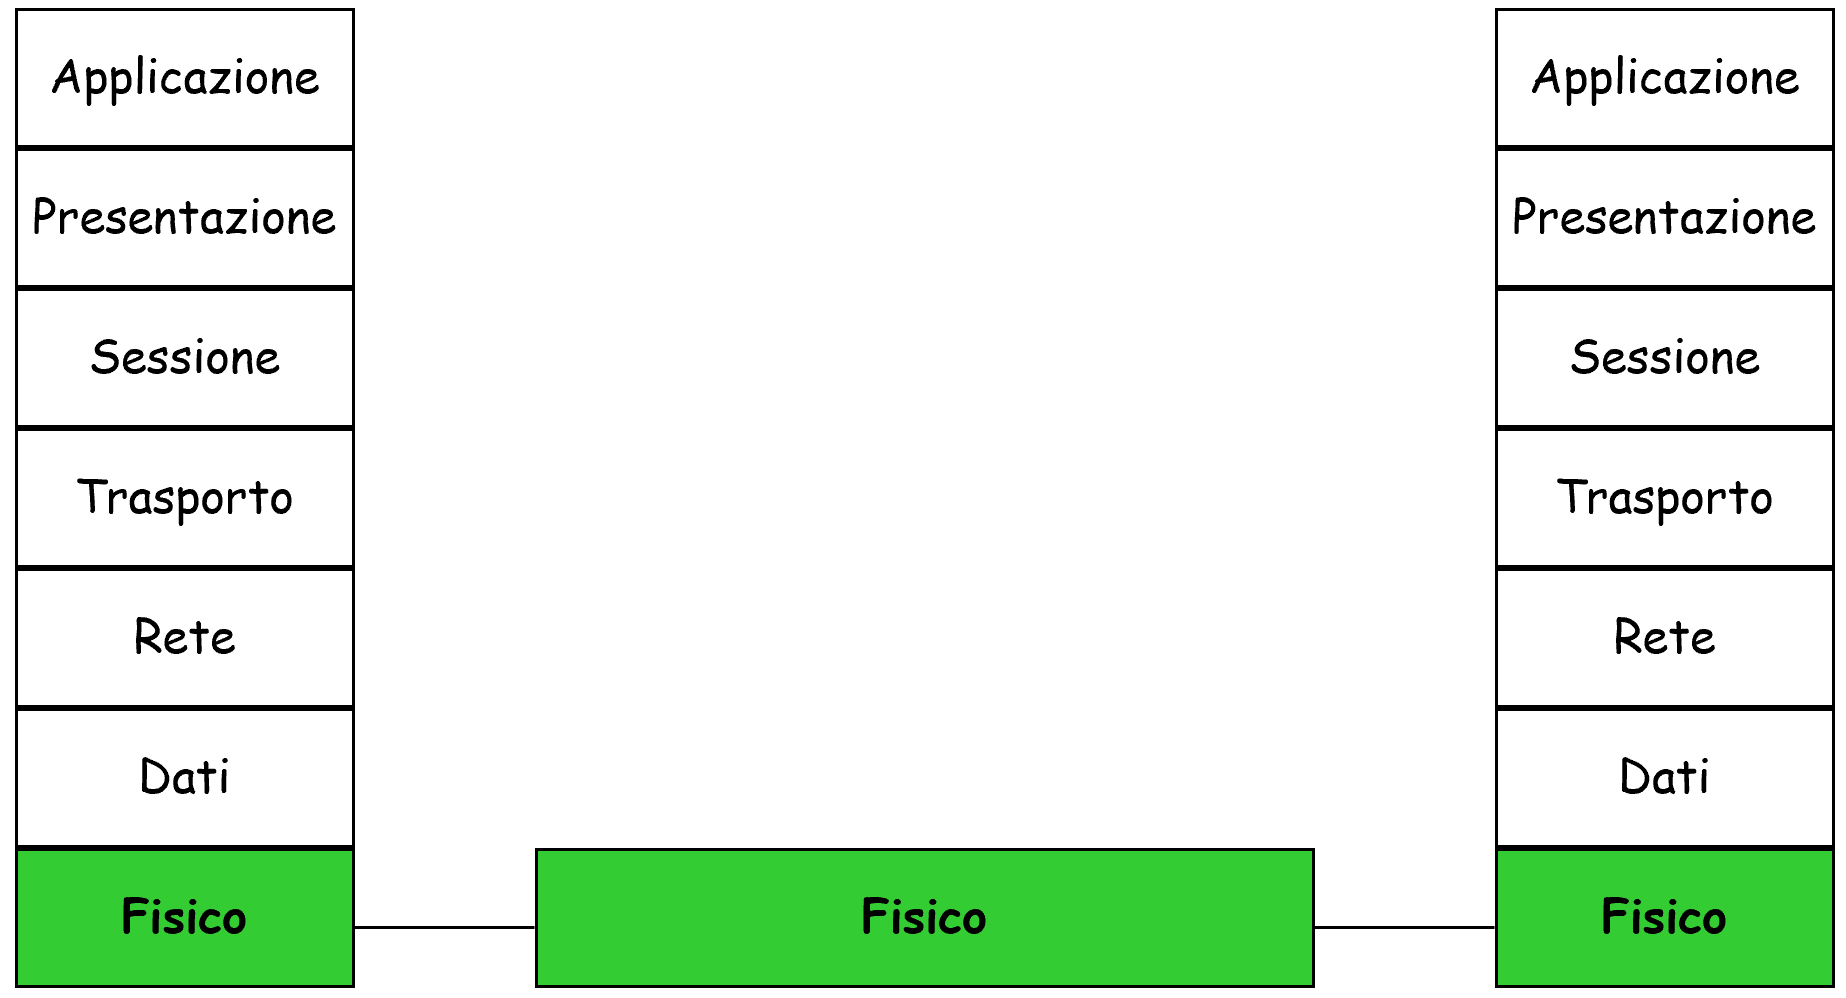 Applicazione
Presentazione
Sessione
Trasporto
Rete
Dati
Fisico
Fisico
Applicazione
Presentazione
Sessione
Trasporto
Rete
Dati
Fisico